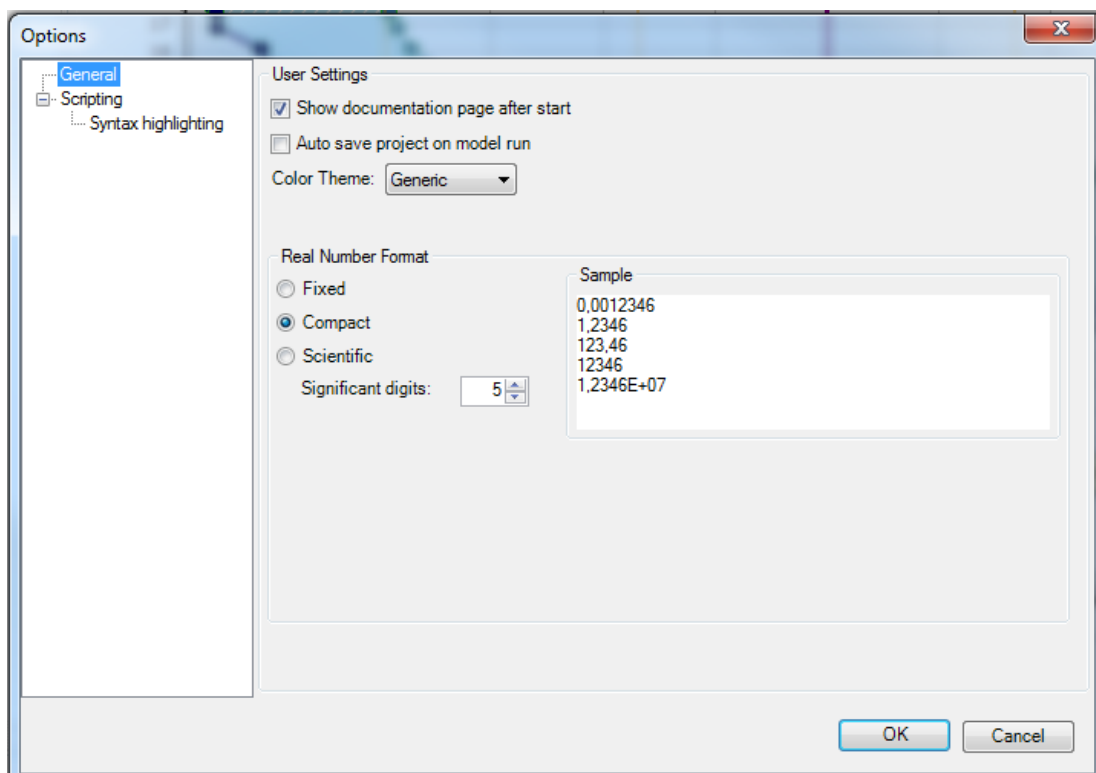 Options
General
Scripting
Syntax highlighting
User Settings
Show documentation page after start
Auto save project on model run
Color Theme: Generic
Real Number Format
Fixed
Compact
Scientific
Significant digits: 5
Sample
0,0012346
1,2346
123,46
12346
1,2346E+07
OK Cancel